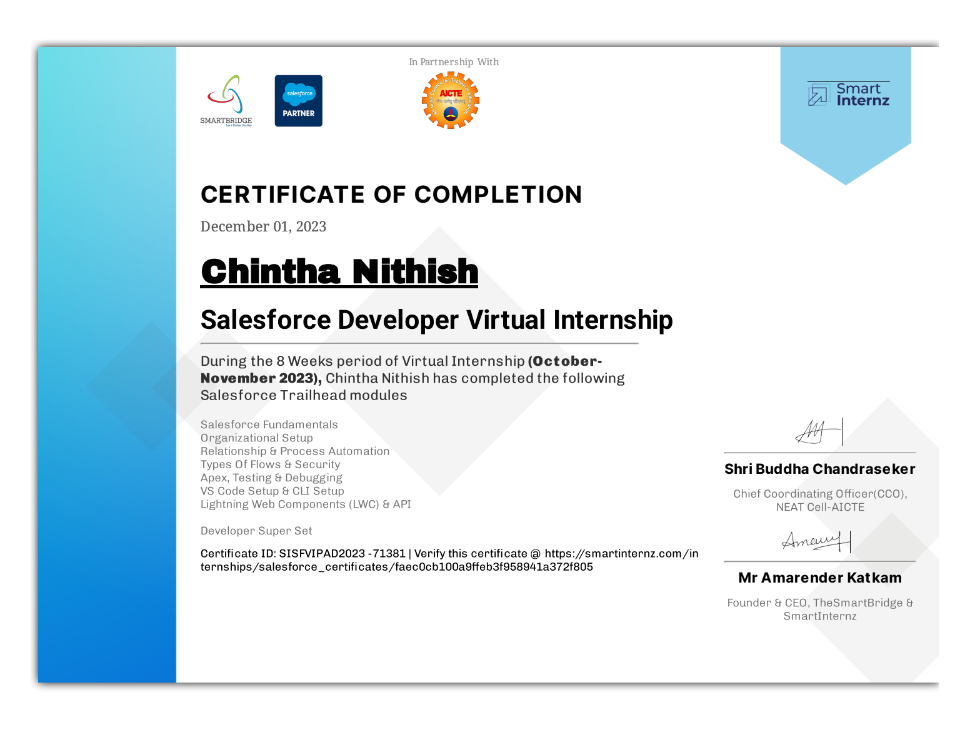 In Partnership With
SMARTBRIDGE
salesforce
PARTNER
AICTE
Smart
Internz
CERTIFICATE OF COMPLETION
December 01, 2023
Chintha Nithish
Salesforce Developer Virtual Internship
During the 8 Weeks period of Virtual Internship (October-
November 2023), Chintha Nithish has completed the following
Salesforce Trailhead modules
Salesforce Fundamentals
Organizational Setup
Relationship & Process Automation
Types Of Flows & Security
Apex, Testing & Debugging
VS Code Setup & CLI Setup
Lightning Web Components (LWC) & API
Developer Super Set
Certificate ID: SISFVIPAD2023 -71381 | Verify this certificate @ https://smartinternz.com/in
ternships/salesforce_certificates/faec0cb100a9ffeb3f958941a372f805
Shri Buddha Chandraseker
Chief Coordinating Officer(CCO),
NEAT Cell-AICTE
Mr Amarender Katkam
Founder & CEO, TheSmartBridge &
SmartInternz